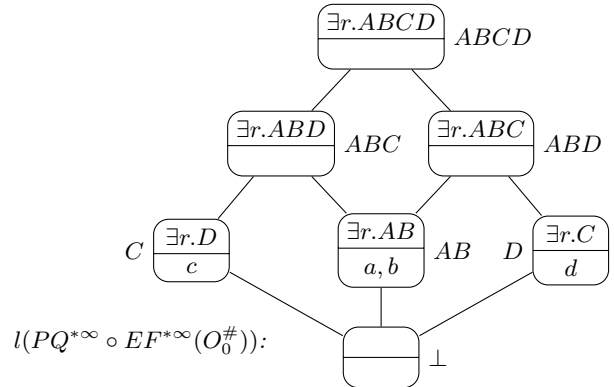 ∃r.ABCD ABCD
∃r.ABD ABC ∃r.ABC ABD
C ∃r.D ∃r.AB AB D ∃r.C
c a, b d
l(PQ*∞ ∘ EF*∞(O₀^#)): ⊥